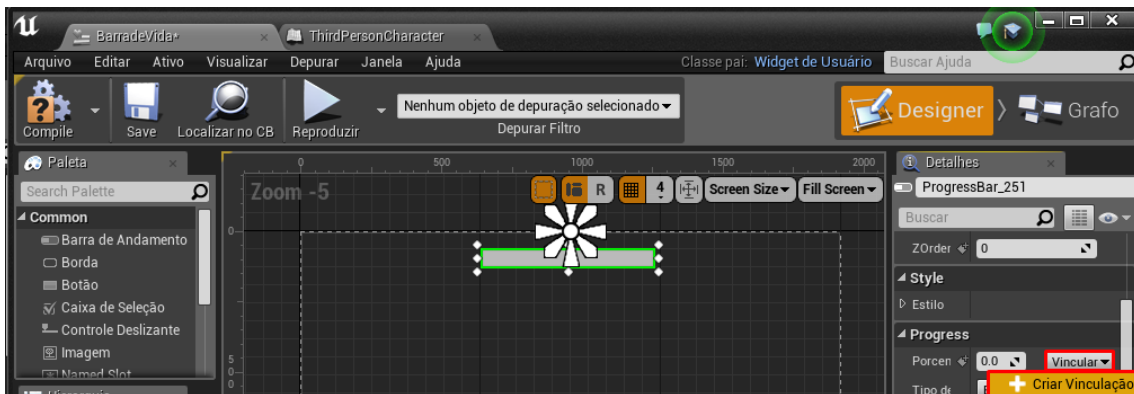 BarradeVida* ThirdPersonCharacter
Arquivo Editar Ativo Visualizar Depurar Janela Ajuda Classe pai: Widget de Usuário Buscar Ajuda
Compile Save Localizar no CB Reproduzir Nenhum objeto de depuração selecionado Depurar Filtro Designer Grafo
Paleta
Search Palette
Common
Barra de Andamento
Borda
Botão
Caixa de Seleção
Controle Deslizante
Imagem
Named Slot
0 500 1000 1500 2000
Zoom -5 R 4 Screen Size Fill Screen
0
5
0
0
Detalhes
ProgressBar_251
Buscar
ZOrder 0
Style
Estilo
Progress
Porcen 0.0 Vincular
Tipo de
Criar Vinculação